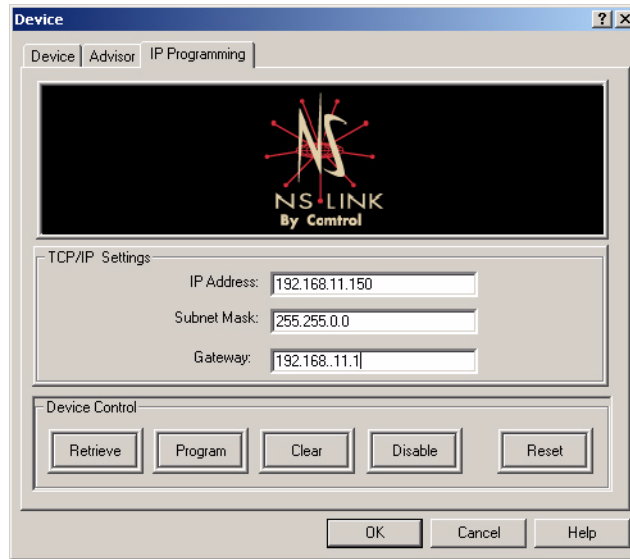 Device
Device Advisor IP Programming
NS
NS LINK
By Comtrol
TCP/IP Settings
IP Address: 192.168.11.150
Subnet Mask: 255.255.0.0
Gateway: 192.168..11.1
Device Control
Retrieve Program Clear Disable Reset
OK Cancel Help